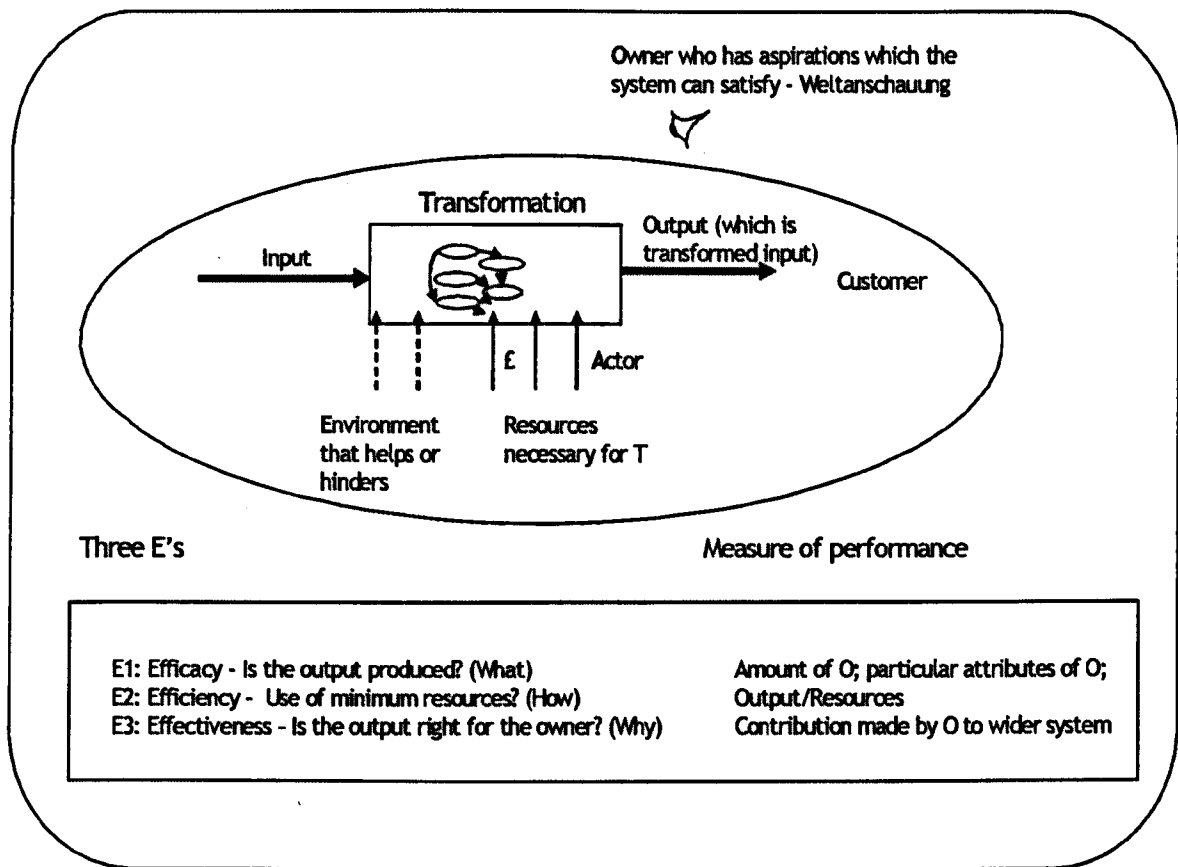 Owner who has aspirations which the
system can satisfy - Weltanschauung
Transformation
Input
Output (which is
transformed input)
Customer
£
Actor
Environment
that helps or
hinders
Resources
necessary for T
Three E's
Measure of performance
E1: Efficacy - Is the output produced? (What)
Amount of O; particular attributes of O;
E2: Efficiency - Use of minimum resources? (How)
Output/Resources
E3: Effectiveness - Is the output right for the owner? (Why)
Contribution made by O to wider system